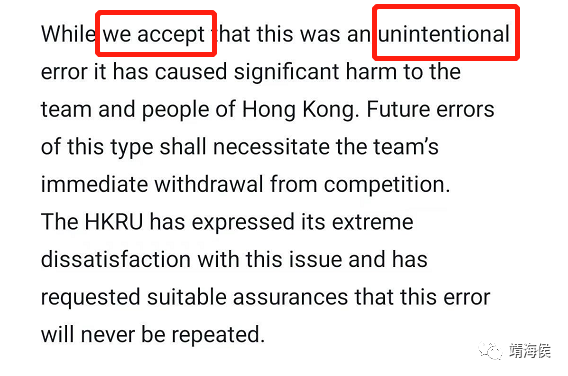 While we accept that this was an unintentional
error it has caused significant harm to the
team and people of Hong Kong. Future errors
of this type shall necessitate the team’s
immediate withdrawal from competition.
The HKRU has expressed its extreme
dissatisfaction with this issue and has
requested suitable assurances that this error
will never be repeated.
靖海侯